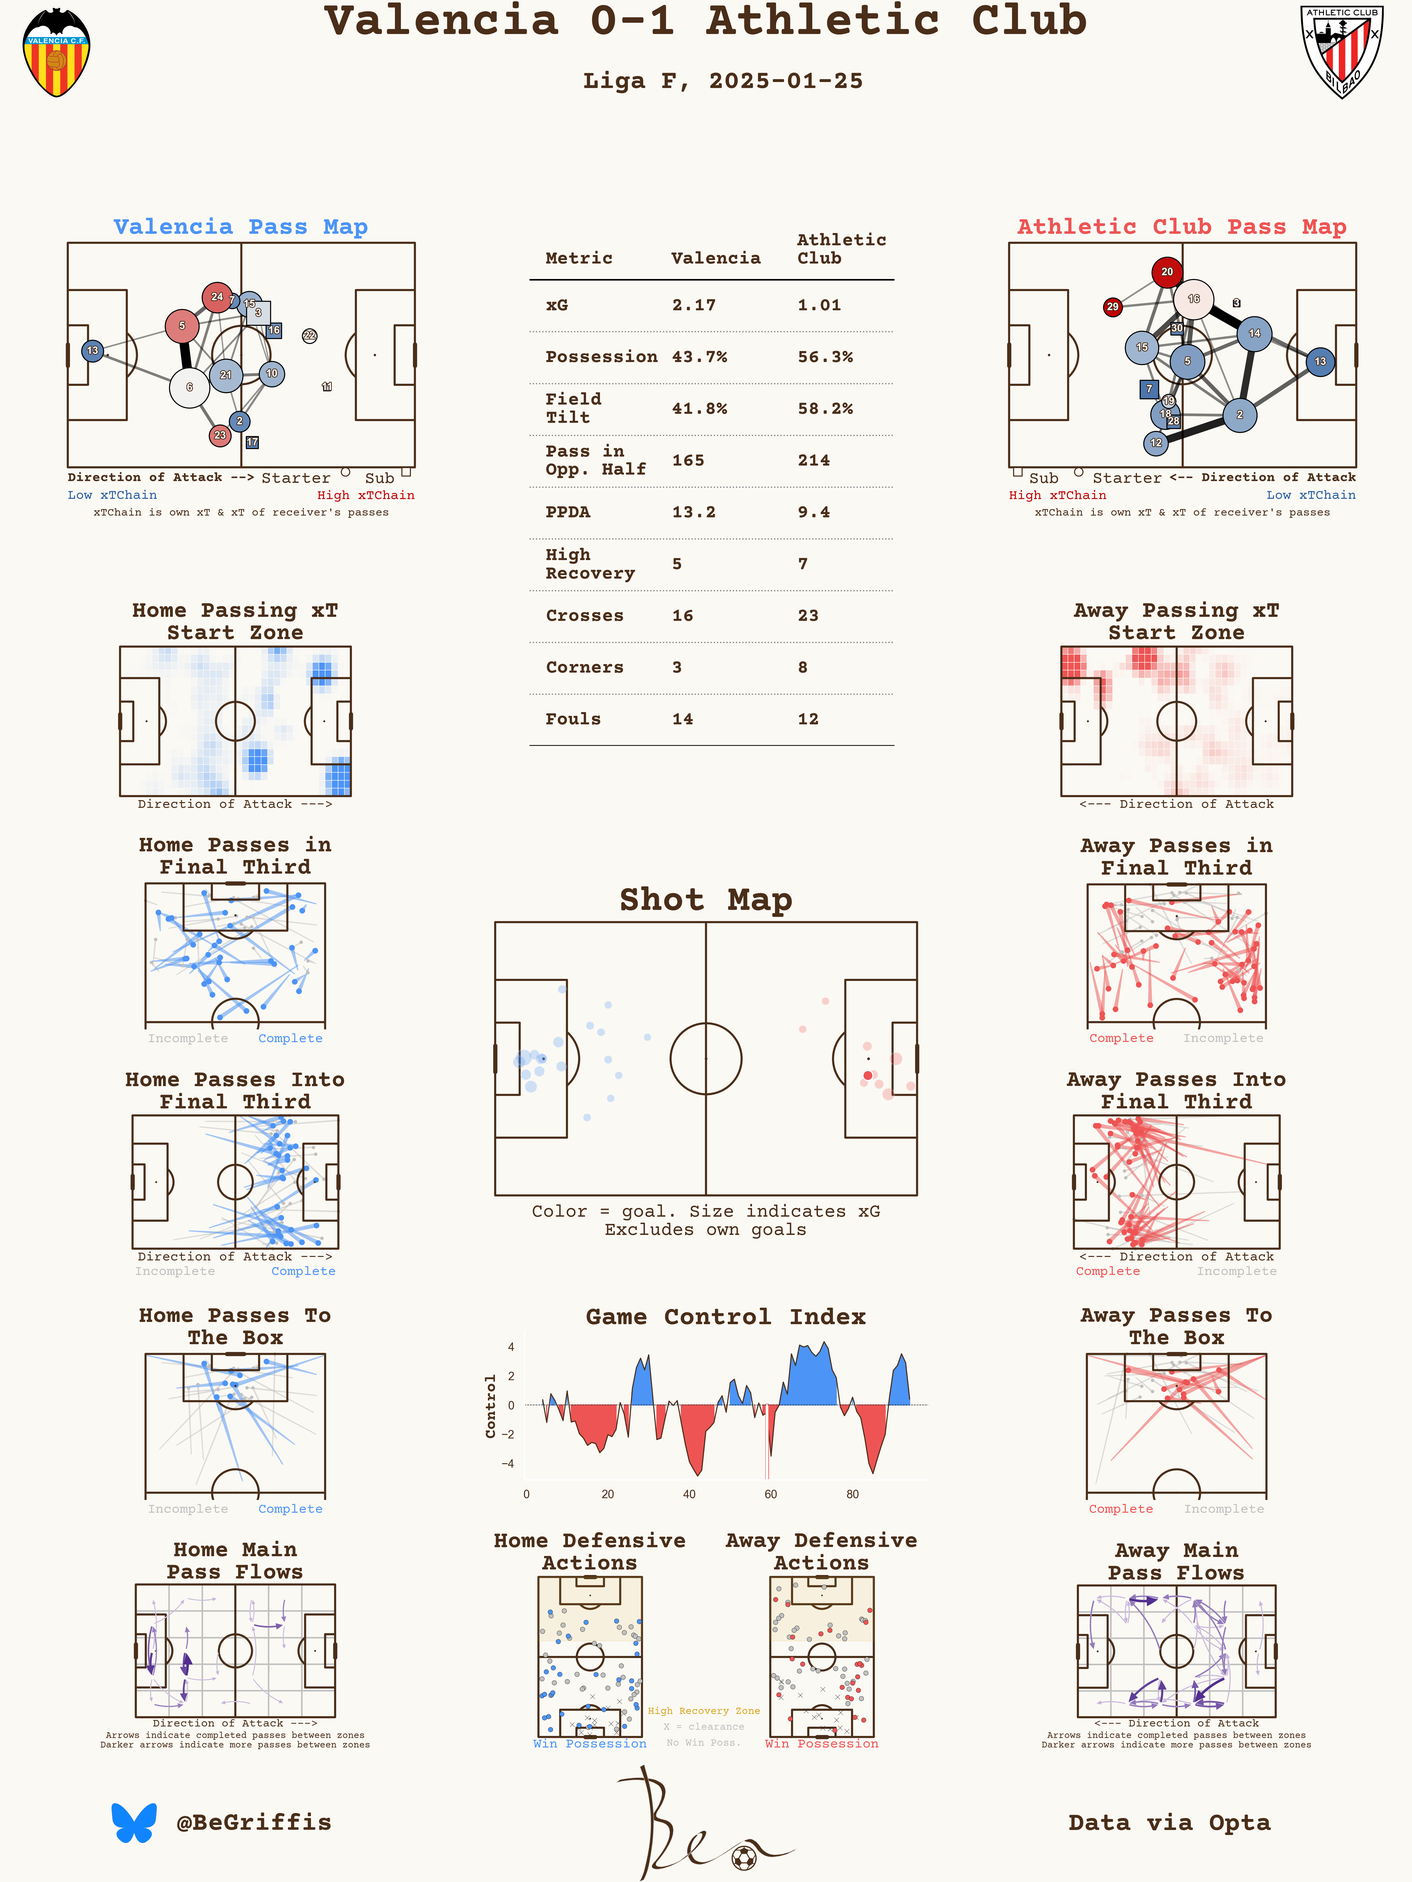 Valencia 0-1 Athletic Club
Liga F, 2025-01-25
VALENCIA C.F.
ATHLETIC CLUB
BILBAO
Valencia Pass Map
13
5
24
7
15
3
16
22
6
21
10
11
2
23
17
Direction of Attack --> Starter Sub
Low xTChain High xTChain
xTChain is own xT & xT of receiver's passes
Metric Valencia Athletic Club
xG 2.17 1.01
Possession 43.7% 56.3%
Field Tilt 41.8% 58.2%
Pass in Opp. Half 165 214
PPDA 13.2 9.4
High Recovery 5 7
Crosses 16 23
Corners 3 8
Fouls 14 12
Athletic Club Pass Map
20
29
16
3
30
15
5
14
13
7
19
18
28
2
12
Sub Starter <-- Direction of Attack
High xTChain Low xTChain
xTChain is own xT & xT of receiver's passes
Home Passing xT
Start Zone
Direction of Attack --->
Away Passing xT
Start Zone
<--- Direction of Attack
Home Passes in
Final Third
Incomplete Complete
Away Passes in
Final Third
Complete Incomplete
Shot Map
Color = goal. Size indicates xG
Excludes own goals
Home Passes Into
Final Third
Direction of Attack --->
Incomplete Complete
Away Passes Into
Final Third
<--- Direction of Attack
Complete Incomplete
Home Passes To
The Box
Incomplete Complete
Game Control Index
Control
4
2
0
−2
−4
0 20 40 60 80
Away Passes To
The Box
Complete Incomplete
Home Main
Pass Flows
Direction of Attack --->
Arrows indicate completed passes between zones
Darker arrows indicate more passes between zones
Home Defensive
Actions
Win Possession
High Recovery Zone
X = clearance
No Win Poss.
Away Defensive
Actions
Win Possession
Away Main
Pass Flows
<--- Direction of Attack
Arrows indicate completed passes between zones
Darker arrows indicate more passes between zones
@BeGriffis
Ben
Data via Opta